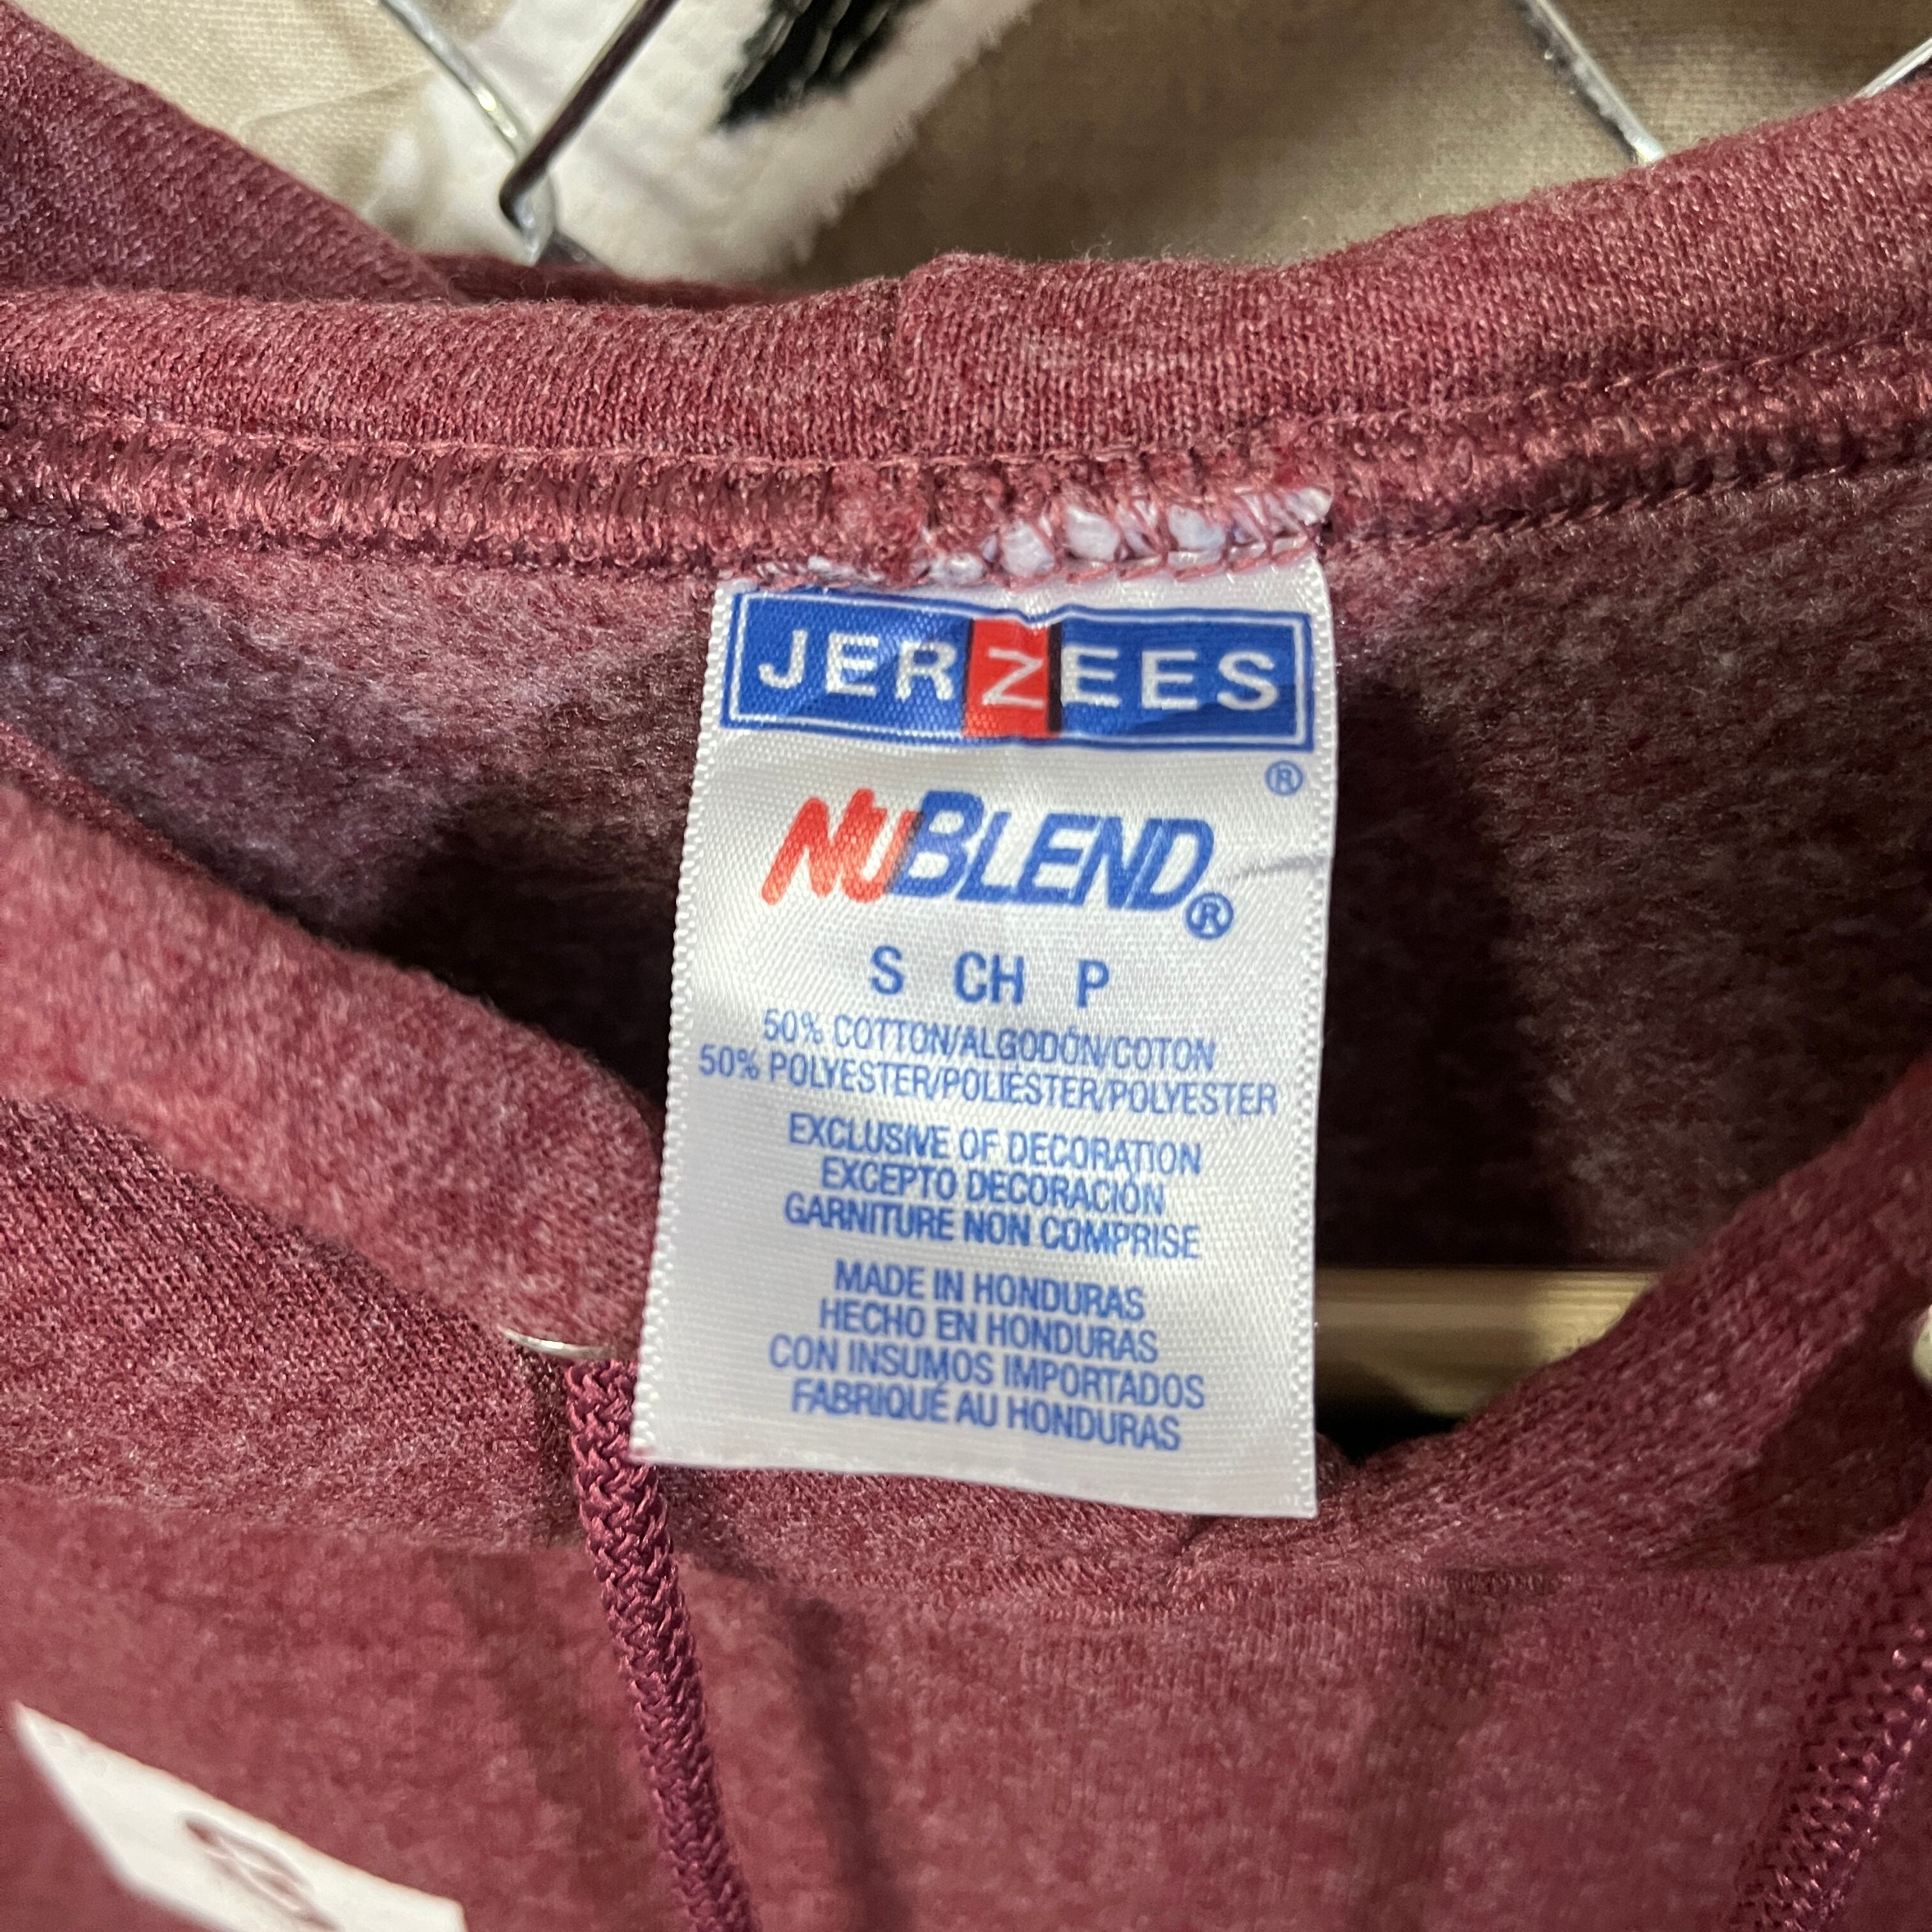 JERZEES
®
NUBLEND®
S CH P
50% COTTON/ALGODÓN/COTON
50% POLYESTER/POLIÉSTER/POLYESTER
EXCLUSIVE OF DECORATION
EXCEPTO DECORACIÓN
GARNITURE NON COMPRISE
MADE IN HONDURAS
HECHO EN HONDURAS
CON INSUMOS IMPORTADOS
FABRIQUÉ AU HONDURAS